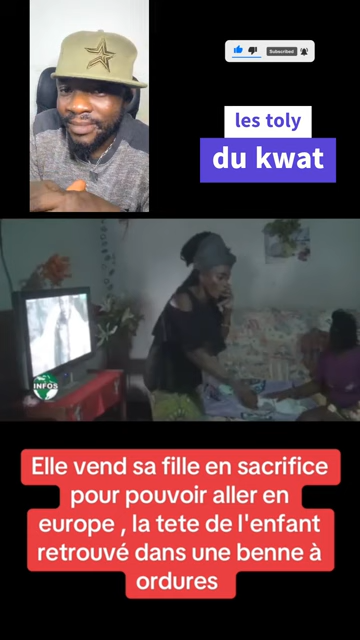 Subscribed
les toly
du kwat
INFOS
Elle vend sa fille en sacrifice
pour pouvoir aller en
europe , la tete de l'enfant
retrouvé dans une benne à
ordures